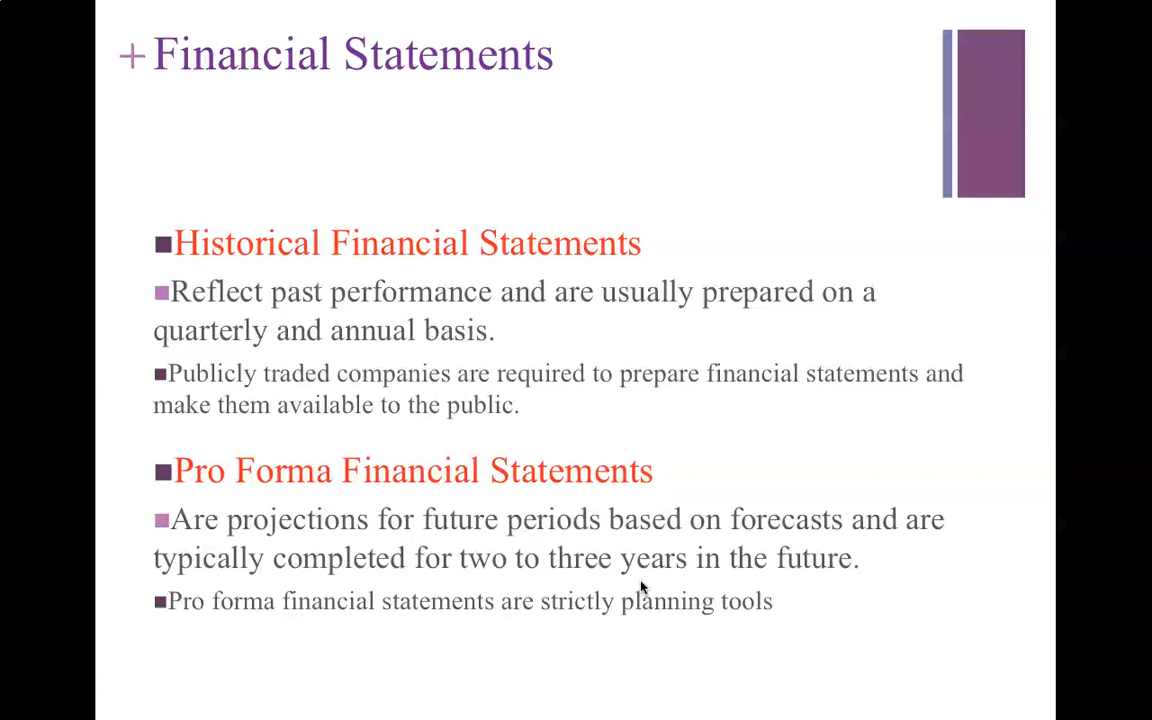 + Financial Statements
■Historical Financial Statements
■Reflect past performance and are usually prepared on a
quarterly and annual basis.
■Publicly traded companies are required to prepare financial statements and
make them available to the public.
■Pro Forma Financial Statements
■Are projections for future periods based on forecasts and are
typically completed for two to three years in the future.
■Pro forma financial statements are strictly planning tools